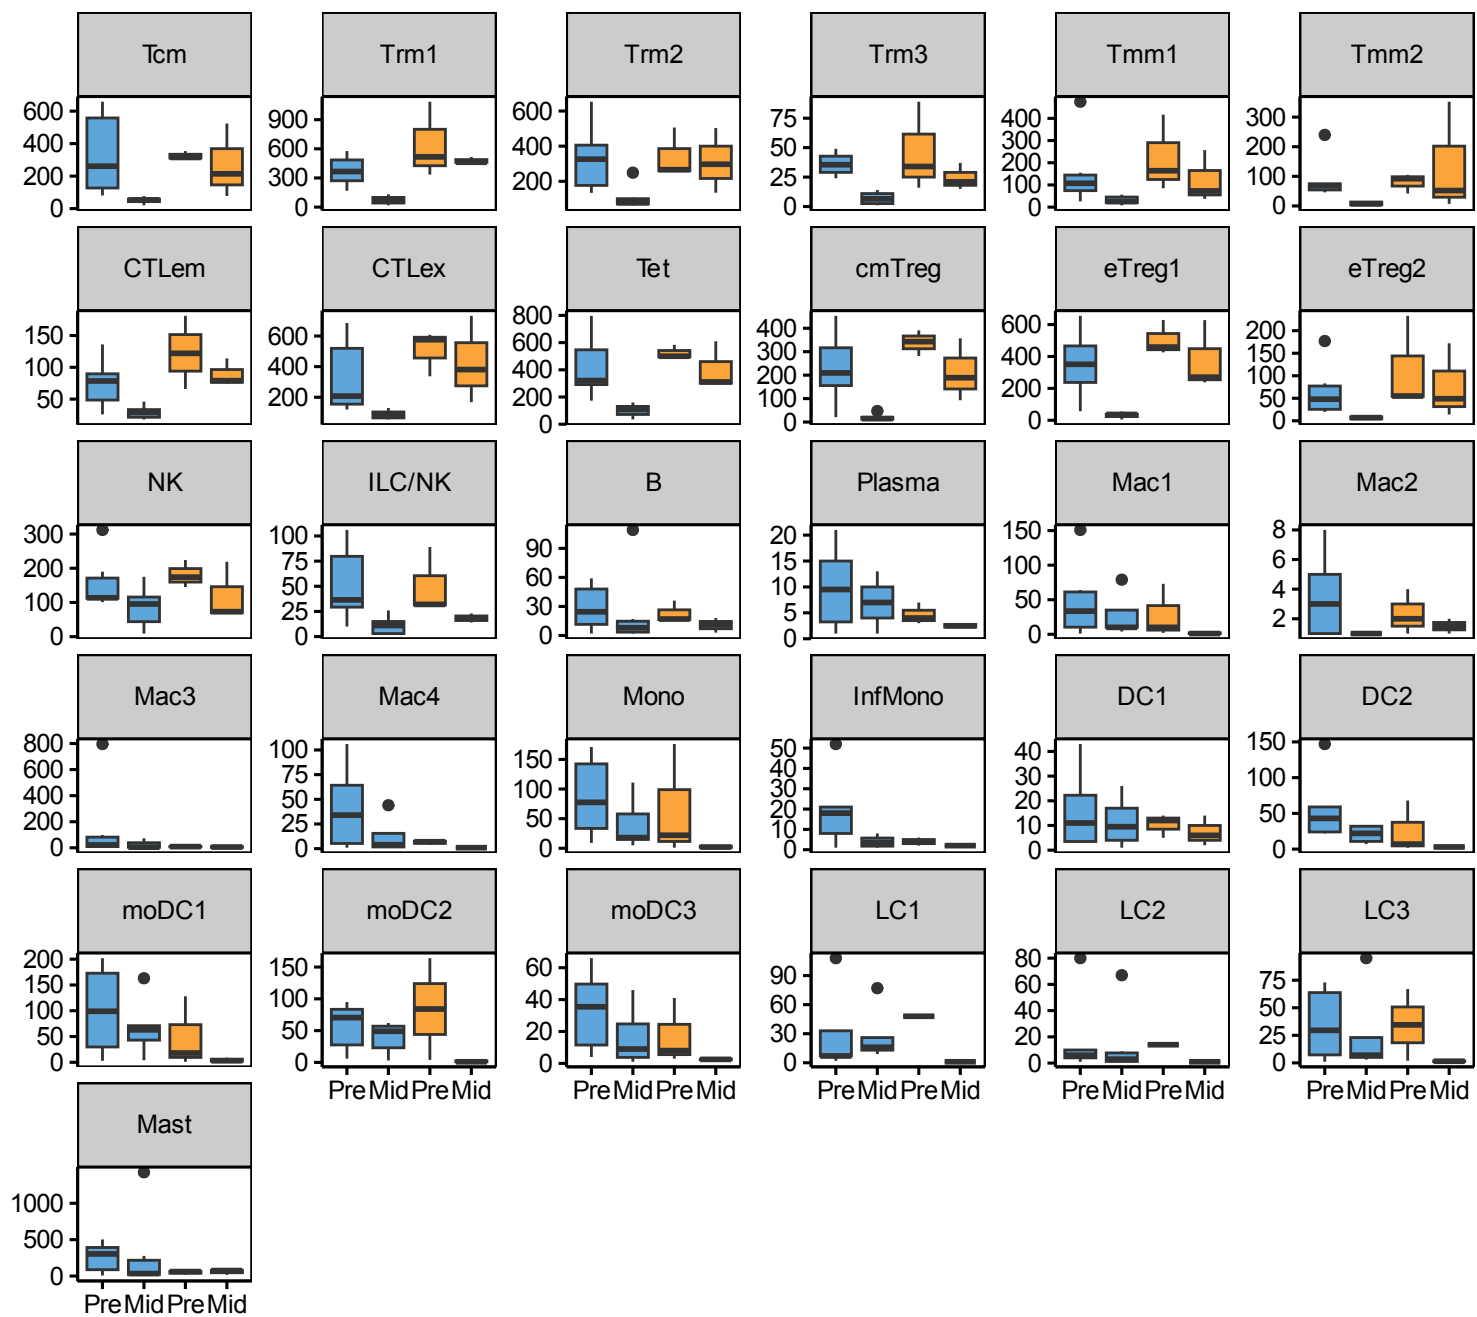 Tcm Trm1 Trm2 Trm3 Tmm1 Tmm2
600 400 200 0
900 600 300 0
600 400 200
75 50 25 0
400 300 200 100 0
300 200 100 0
CTLem CTLex Tet cmTreg eTreg1 eTreg2
150 100 50
600 400 200
800 600 400 200 0
400 300 200 100 0
600 400 200 0
200 150 100 50 0
NK ILC/NK B Plasma Mac1 Mac2
300 200 100 0
100 75 50 25 0
90 60 30 0
20 15 10 5 0
150 100 50 0
8 6 4 2
Mac3 Mac4 Mono InfMono DC1 DC2
800 600 400 200 0
100 75 50 25 0
150 100 50 0
50 40 30 20 10 0
40 30 20 10 0
150 100 50 0
moDC1 moDC2 moDC3 LC1 LC2 LC3
200 150 100 50 0
150 100 50 0
60 40 20 0
90 60 30 0
80 60 40 20 0
75 50 25 0
Pre Mid Pre Mid Pre Mid Pre Mid Pre Mid Pre Mid Pre Mid Pre Mid Pre Mid Pre Mid
Mast
1000 500 0
Pre Mid Pre Mid